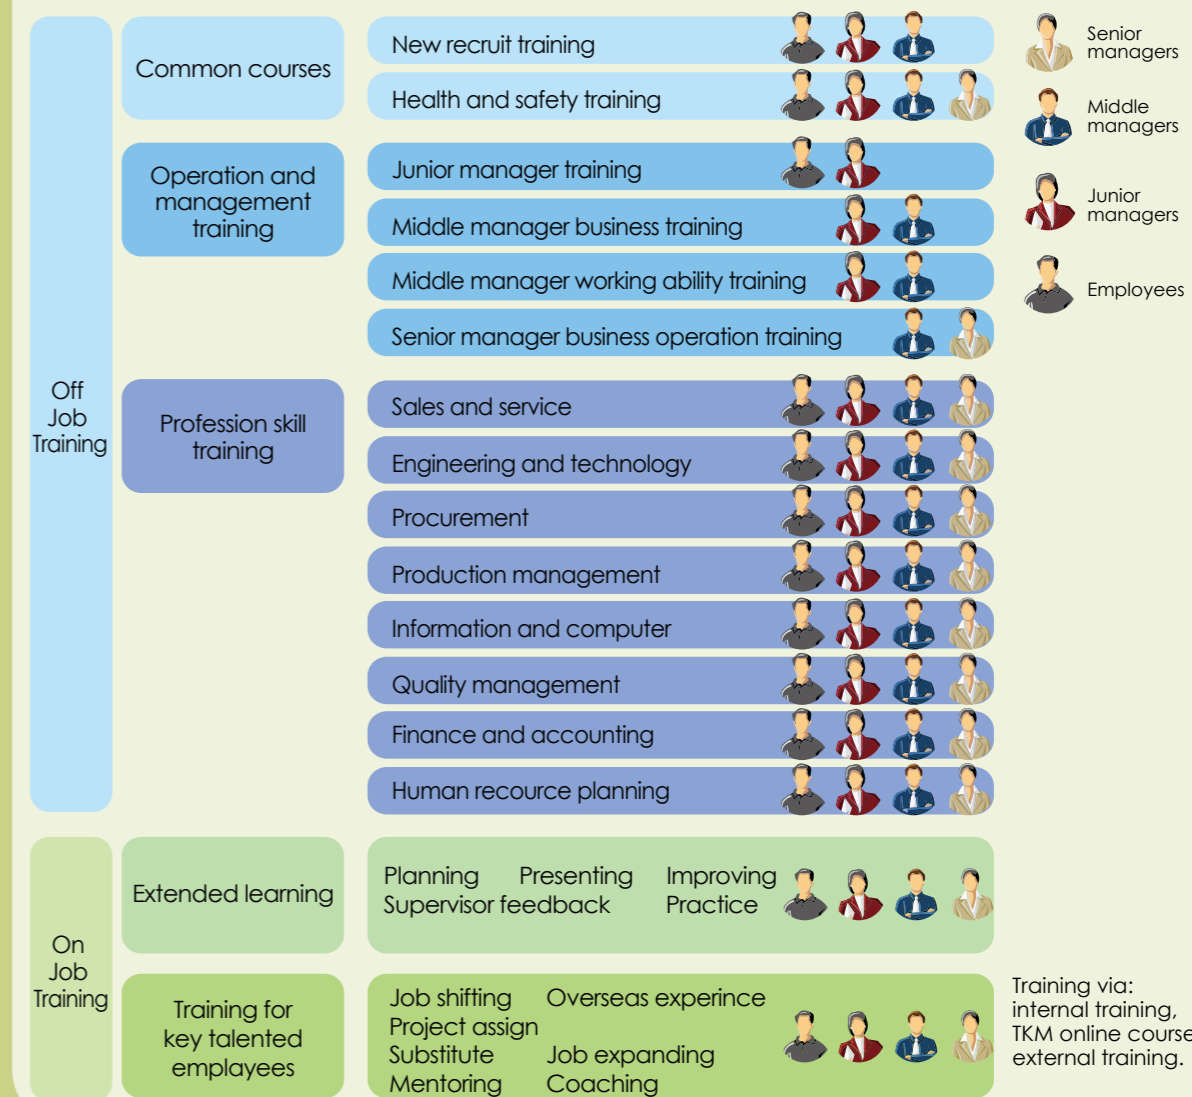 Off
Job
Training
Common courses
New recruit training
Health and safety training
Operation and
management
training
Junior manager training
Middle manager business training
Middle manager working ability training
Senior manager business operation training
Profession skill
training
Sales and service
Engineering and technology
Procurement
Production management
Information and computer
Quality management
Finance and accounting
Human recource planning
Senior
managers
Middle
managers
Junior
managers
Employees
On
Job
Training
Extended learning
Planning Presenting Improving
Supervisor feedback Practice
Training for
key talented
emplayees
Job shifting Overseas experince
Project assign
Substitute Job expanding
Mentoring Coaching
Training via:
internal training,
TKM online course
external training.